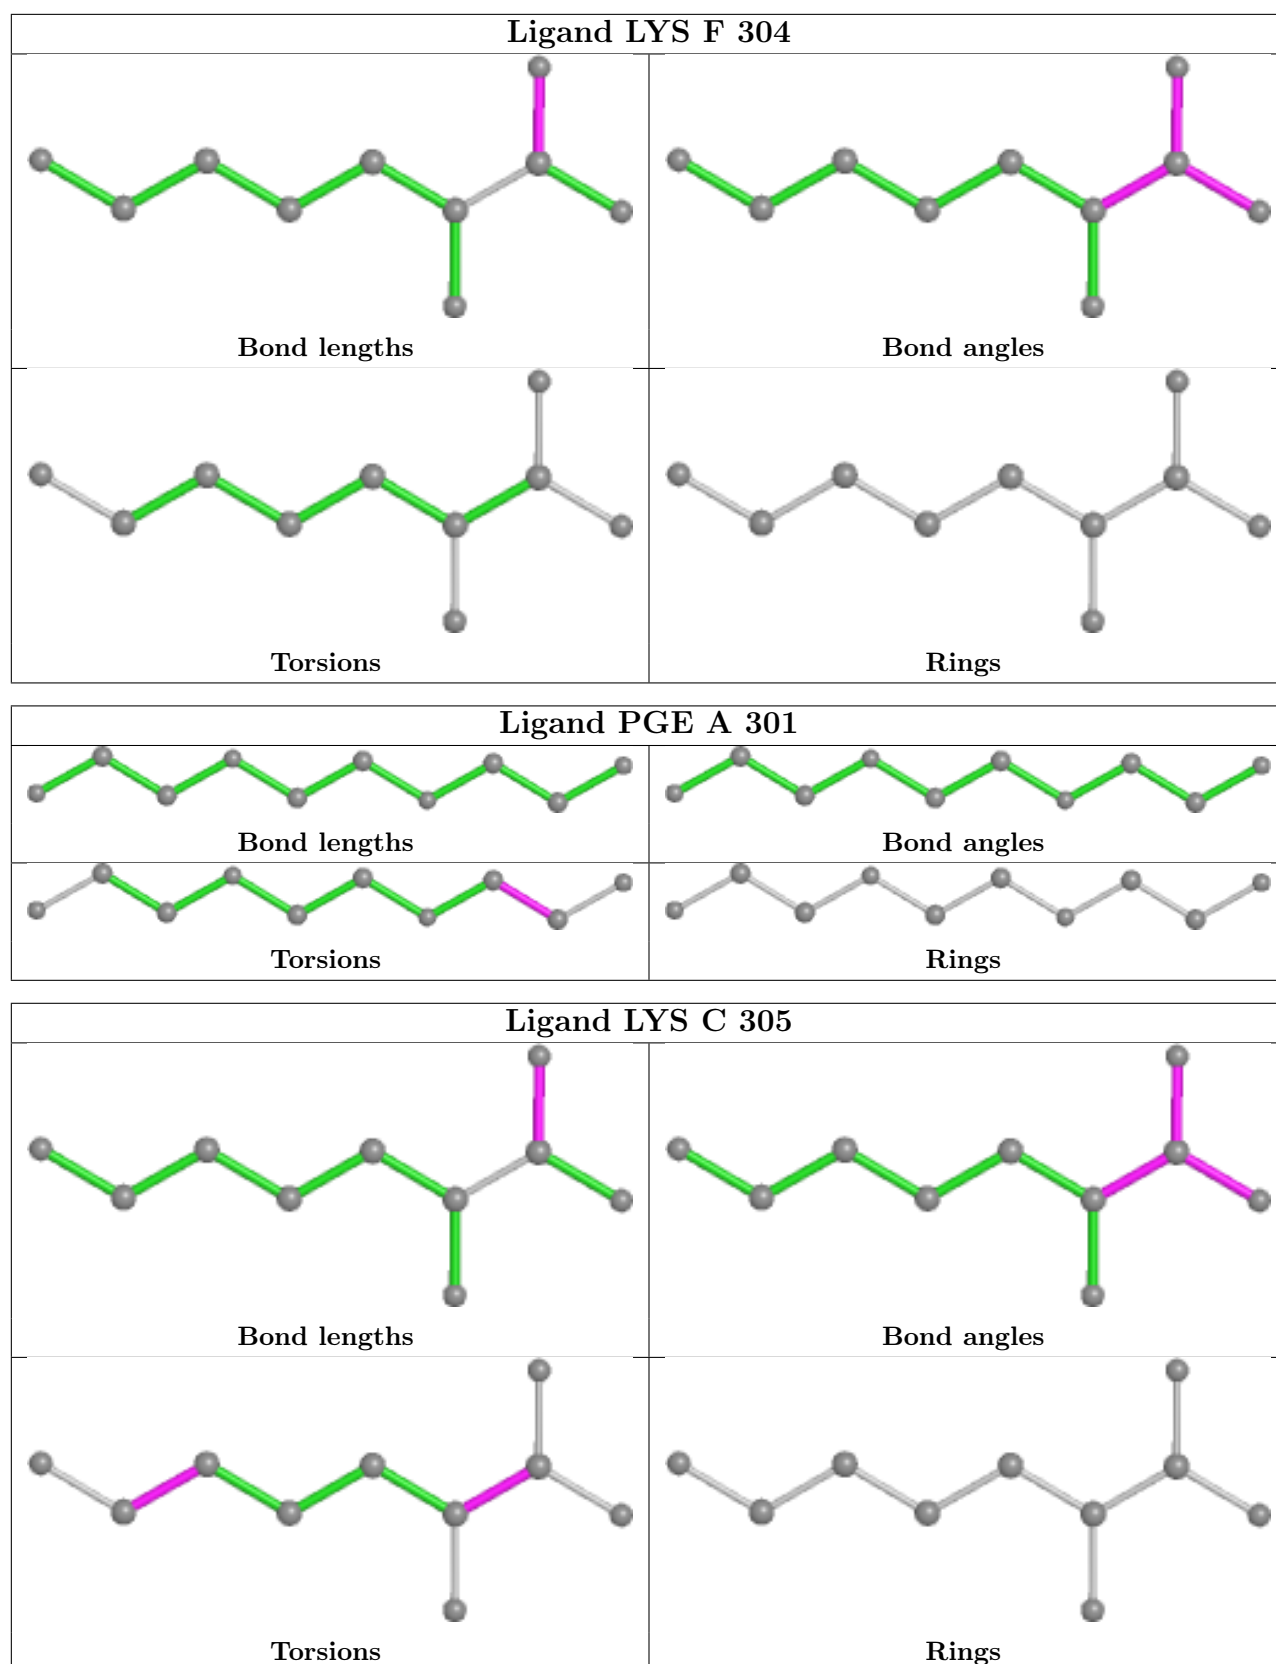 Ligand LYS F 304
Bond lengths
Bond angles
Torsions
Rings
Ligand PGE A 301
Bond lengths
Bond angles
Torsions
Rings
Ligand LYS C 305
Bond lengths
Bond angles
Torsions
Rings